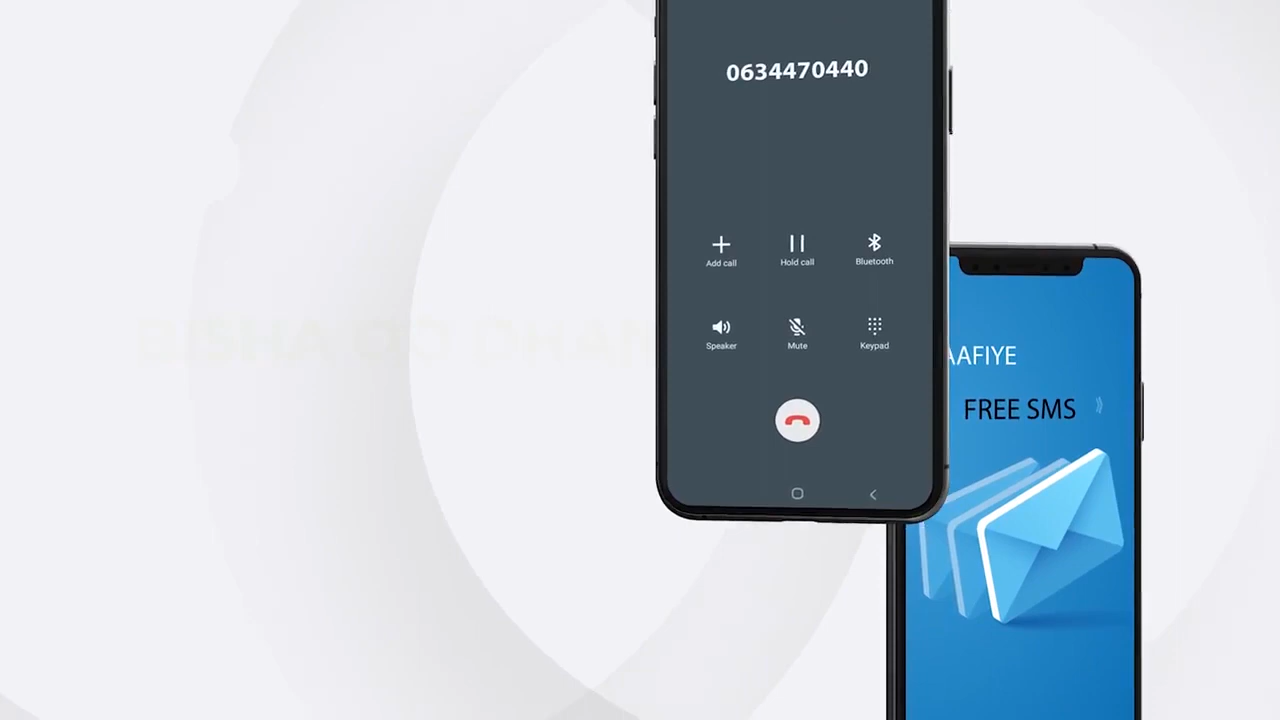 0634470440
Add call
Hold call
Bluetooth
Speaker
Mute
Keypad
AAFIYE
FREE SMS